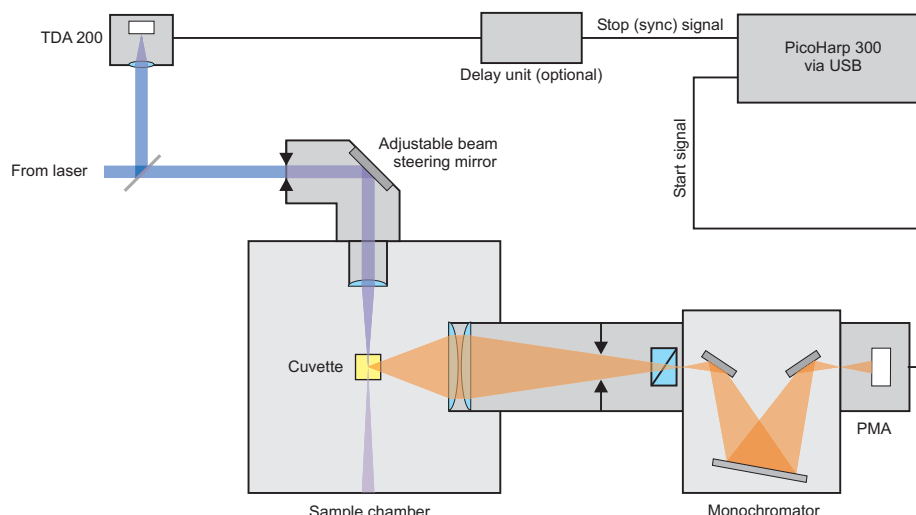 TDA 200
Stop (sync) signal
Delay unit (optional)
PicoHarp 300
via USB
Start signal
From laser
Adjustable beam
steering mirror
Cuvette
PMA
Sample chamber
Monochromator